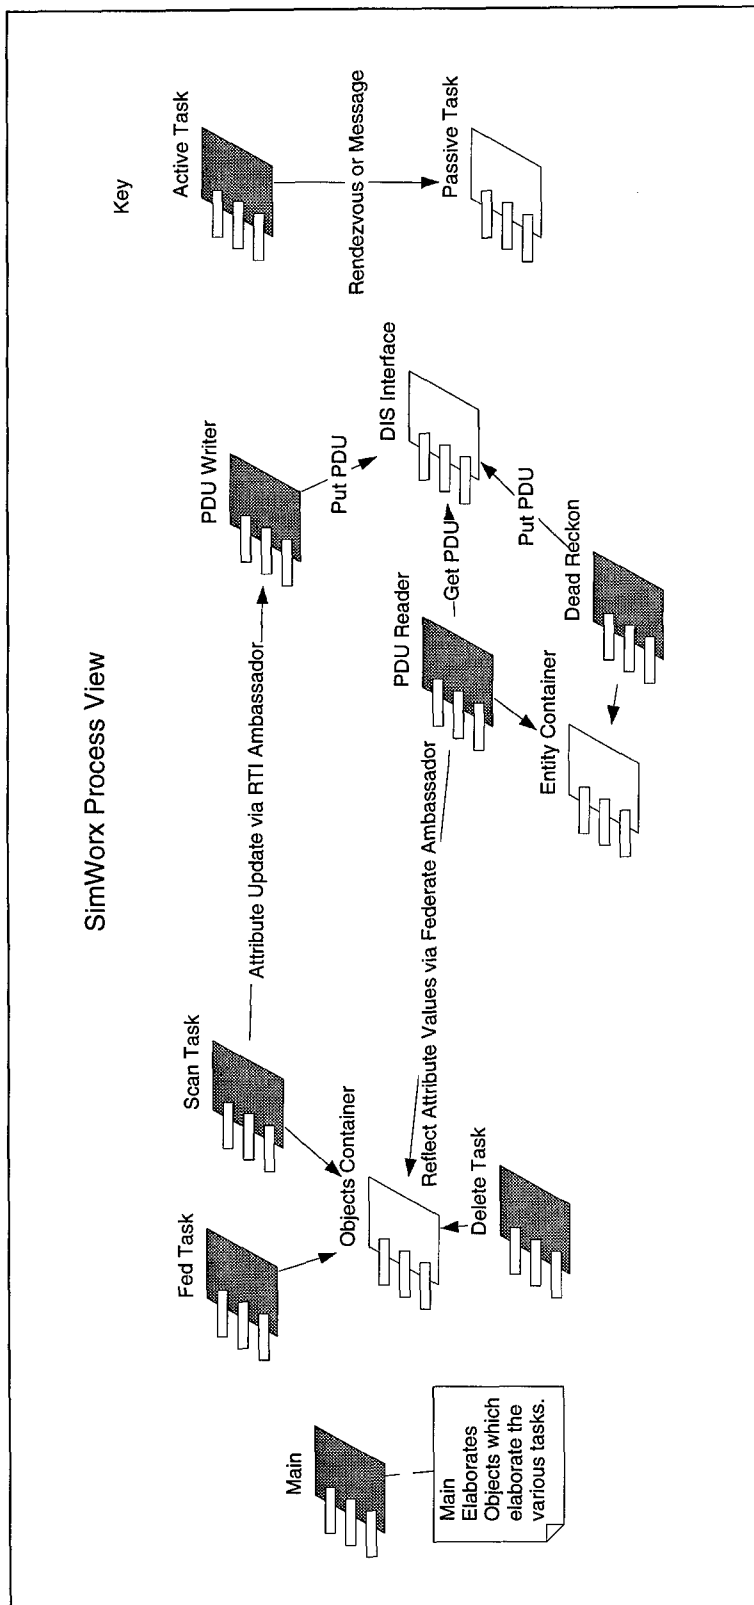 SimWorx Process View
Key
Active Task
Rendezvous or Message
Passive Task
PDU Writer
Put PDU
DIS Interface
Attribute Update via RTI Ambassador
Scan Task
Fed Task
Objects Container
Reflect Attribute Values via Federate Ambassador
PDU Reader
Get PDU
Put PDU
Dead Reckon
Entity Container
Delete Task
Main
Main
Elaborates
Objects which
elaborate the
various tasks.